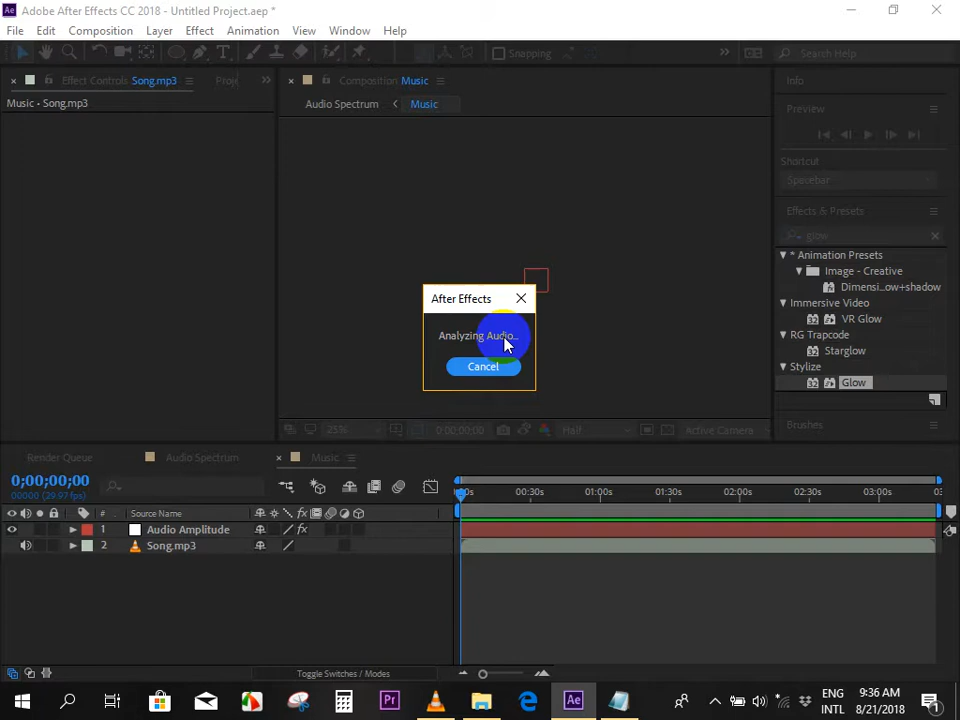 Adobe After Effects CC 2018 - Untitled Project.aep *
File Edit Composition Layer Effect Animation View Window Help
Snapping
Search Help
Effect Controls Song.mp3
Composition Music
Info
Music • Song.mp3
Audio Spectrum Music
Preview
Shortcut
Spacebar
Effects & Presets
glow
* Animation Presets
Image - Creative
Dimensi...ow+shadow
Immersive Video
VR Glow
RG Trapcode
Starglow
Stylize
Glow
After Effects
Analyzing Audio...
Cancel
25% 0;00;00;00 Half Active Camera
Brushes
Render Queue Audio Spectrum Music
0;00;00;00
00000 (29.97 fps)
00:30s 01:00s 01:30s 02:00s 02:30s 03:00s
# Source Name
1 Audio Amplitude
2 Song.mp3
Toggle Switches / Modes
ENG
INTL
9:36 AM
8/21/2018
1